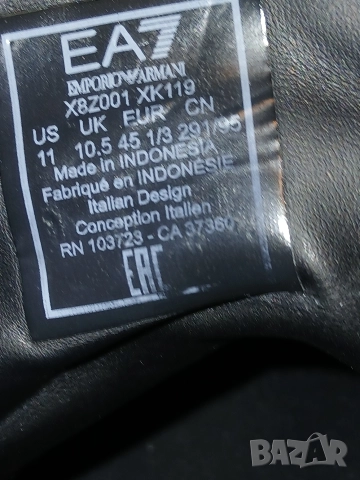 EA7
EMPORIO ARMANI
X8Z001 XK119
US UK EUR CN
11 10.5 45 1/3 291/95
Made in INDONESIA
Fabriqué en INDONÉSIE
Italian Design
Conception Italien
RN 103723 - CA 37360
EAC
BAZAR